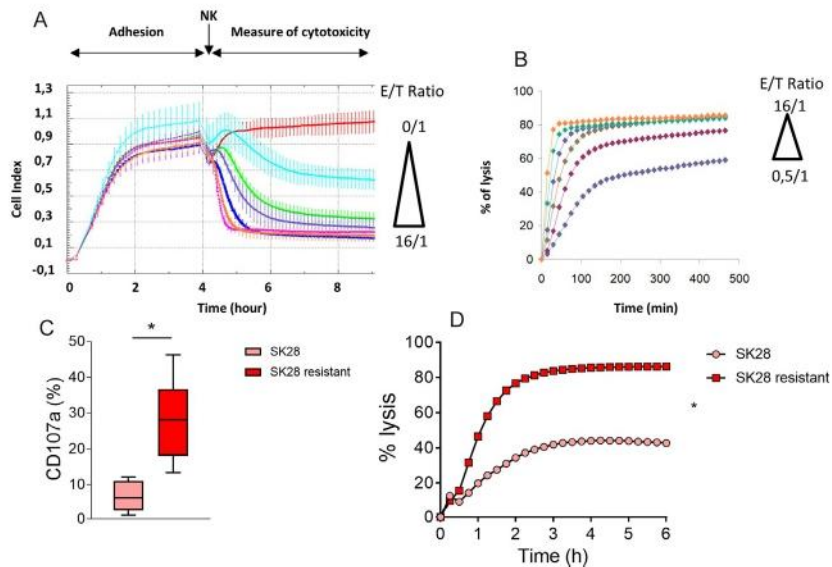 A
NK
Adhesion
Measure of cytotoxicity
Cell Index
1,3
1,1
0,9
0,7
0,5
0,3
0,1
-0,1
0 2 4 6 8
Time (hour)
E/T Ratio
0/1
16/1
B
% of lysis
100
80
60
40
20
0
0 100 200 300 400 500
Time (min)
E/T Ratio
16/1
0,5/1
C
CD107a (%)
50
40
30
20
10
0
*
SK28
SK28 resistant
D
% lysis
100
80
60
40
20
0
0 1 2 3 4 5 6
Time (h)
SK28
SK28 resistant
*